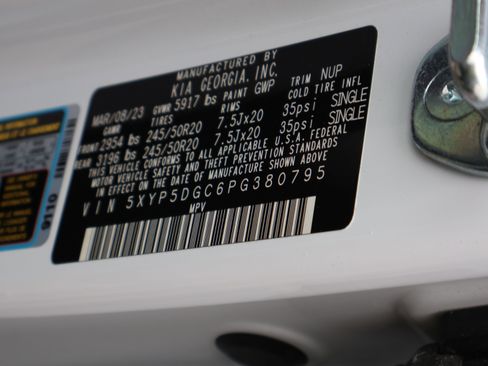 MANUFACTURED BY
KIA GEORGIA, INC.
MAR/08/23 GVWR 5917 lbs PAINT GWP TRIM NUP
GAWR TIRES RIMS COLD TIRE INFL
FRONT 2954 lbs 245/50R20 7.5Jx20 35psi SINGLE
REAR 3196 lbs 245/50R20 7.5Jx20 35psi SINGLE
THIS VEHICLE CONFORMS TO ALL APPLICABLE U.S.A. FEDERAL
MOTOR VEHICLE SAFETY AND THEFT PREVENTION STANDARDS
IN EFFECT ON THE DATE OF MANUFACTURE SHOWN ABOVE
VIN 5XYP5DGC6PG380795
MPV
9110